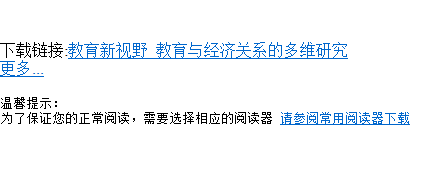 下载链接:教育新视野 教育与经济关系的多维研究
更多...
温馨提示:
为了保证您的正常阅读，需要选择相应的阅读器 请参阅常用阅读器下载